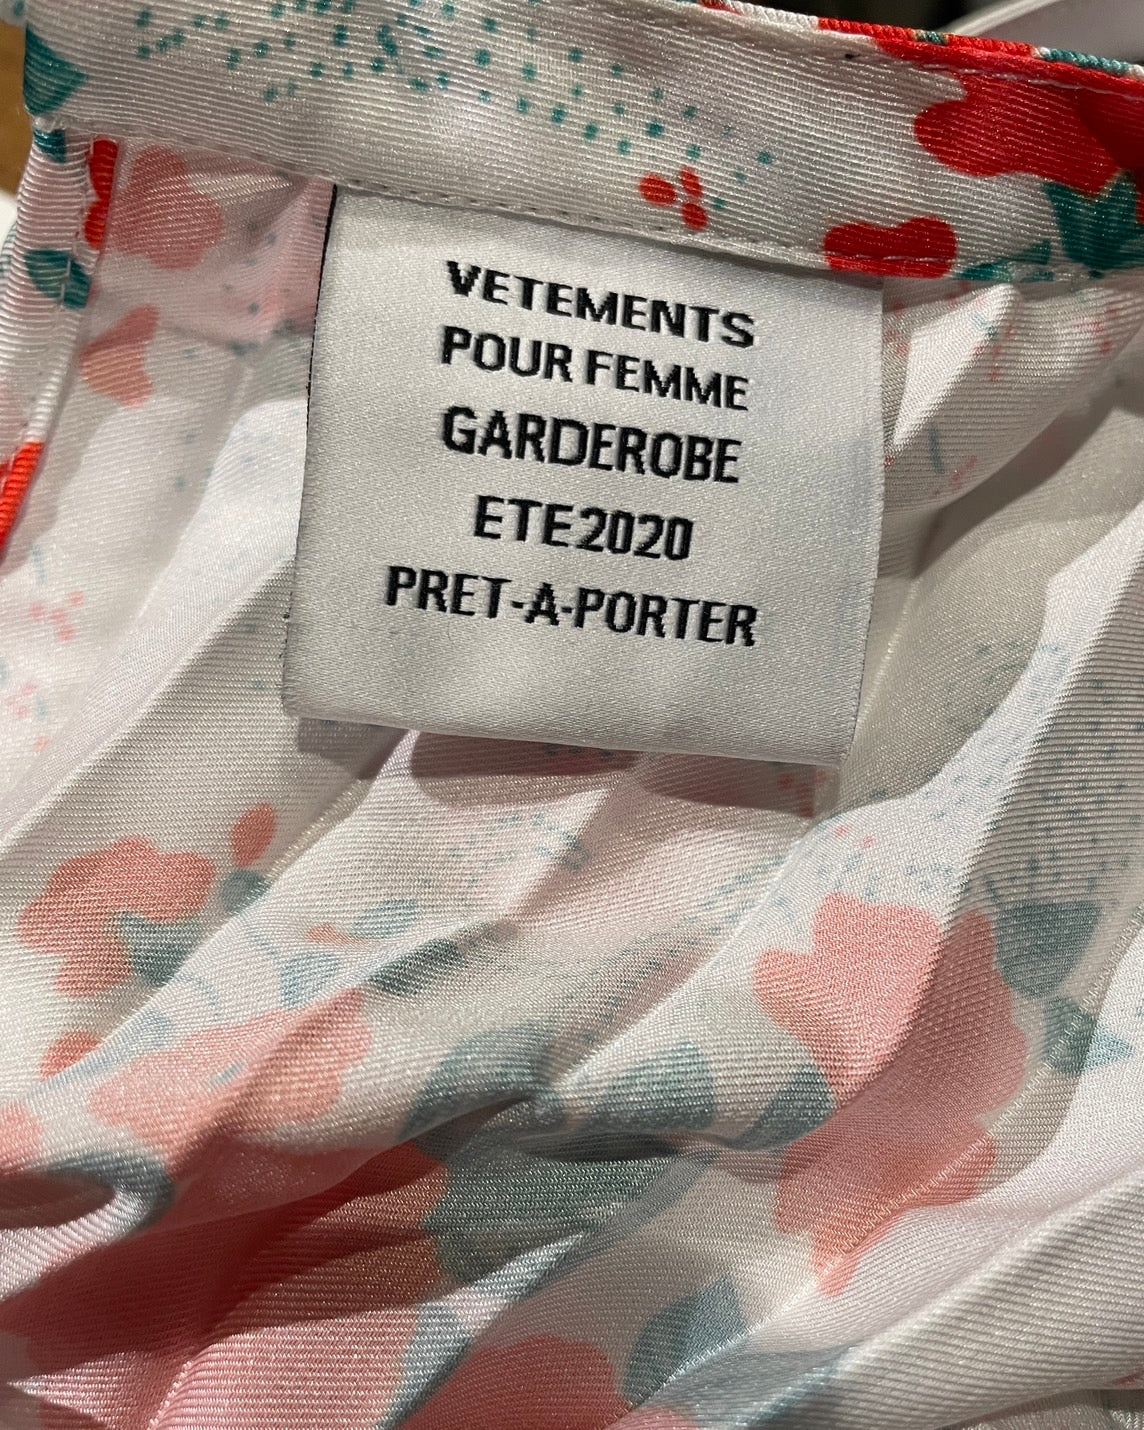 VETEMENTS
POUR FEMME
GARDEROBE
ETE2020
PRET-A-PORTER